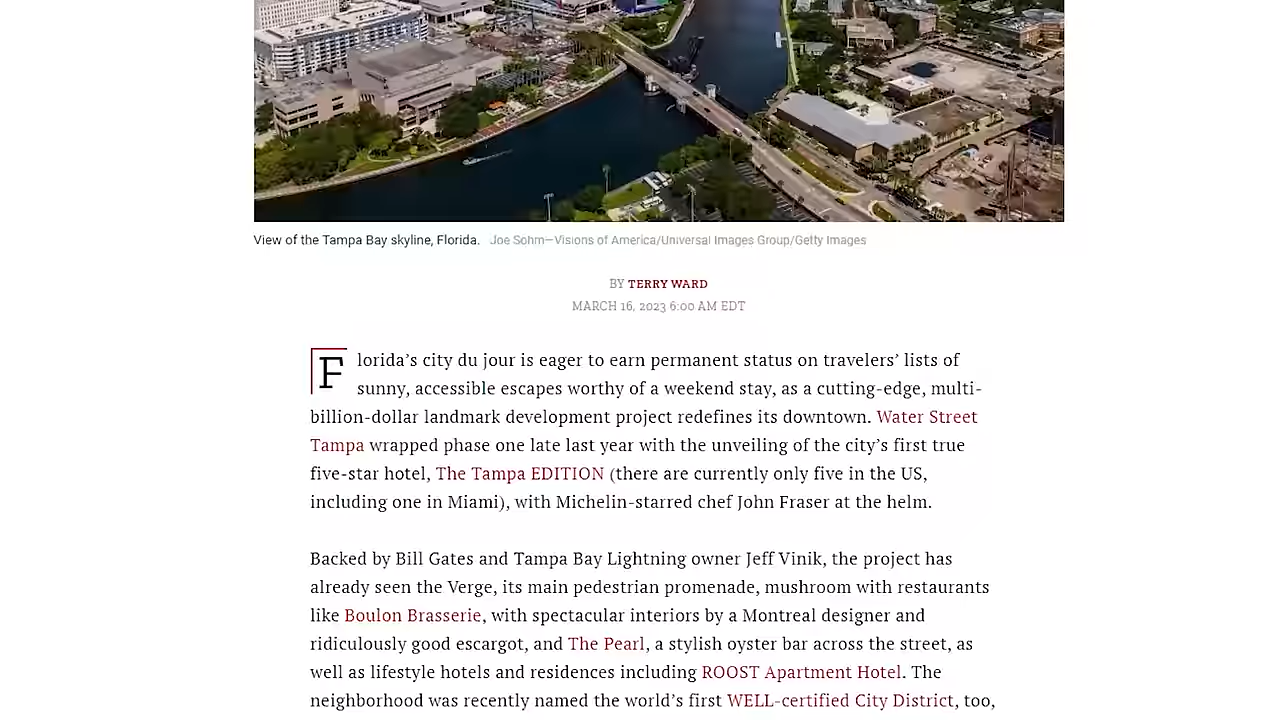 View of the Tampa Bay skyline, Florida. Joe Sohm—Visions of America/Universal Images Group/Getty Images
BY TERRY WARD
MARCH 16, 2023 6:00 AM EDT
Florida’s city du jour is eager to earn permanent status on travelers’ lists of
sunny, accessible escapes worthy of a weekend stay, as a cutting-edge, multi-
billion-dollar landmark development project redefines its downtown. Water Street
Tampa wrapped phase one late last year with the unveiling of the city’s first true
five-star hotel, The Tampa EDITION (there are currently only five in the US,
including one in Miami), with Michelin-starred chef John Fraser at the helm.
Backed by Bill Gates and Tampa Bay Lightning owner Jeff Vinik, the project has
already seen the Verge, its main pedestrian promenade, mushroom with restaurants
like Boulon Brasserie, with spectacular interiors by a Montreal designer and
ridiculously good escargot, and The Pearl, a stylish oyster bar across the street, as
well as lifestyle hotels and residences including ROOST Apartment Hotel. The
neighborhood was recently named the world’s first WELL-certified City District, too,